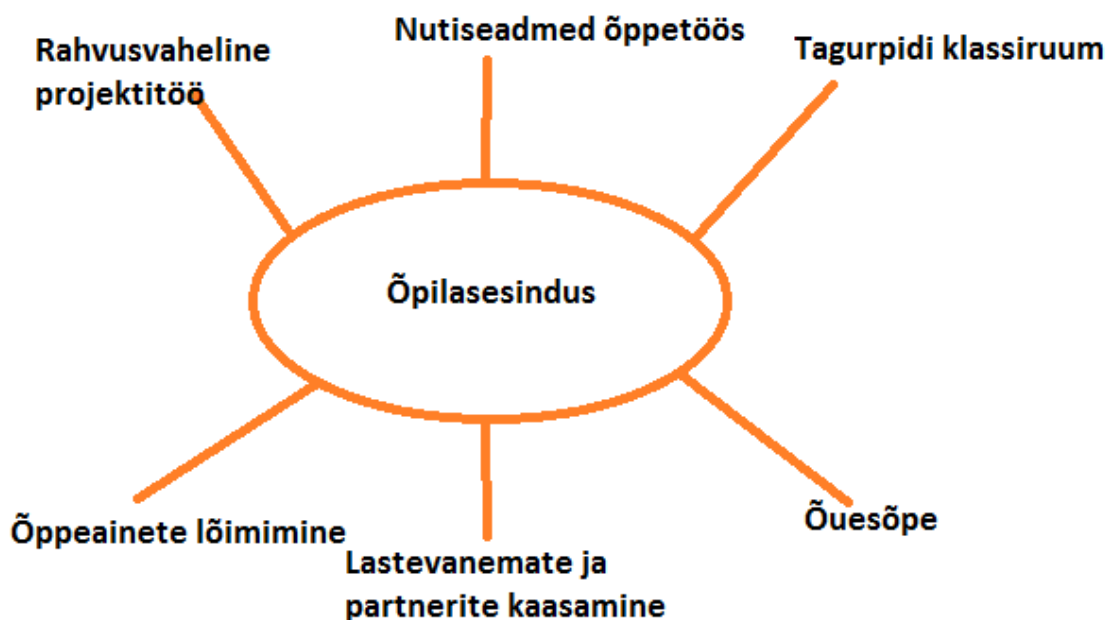 Rahvusvaheline
projektitöö
Nutiseadmed õppetöös
Tagurpidi klassiruum
Õpilasesindus
Õppeainete lõimimine
Lastevanemate ja
partnerite kaasamine
Õuesõpe